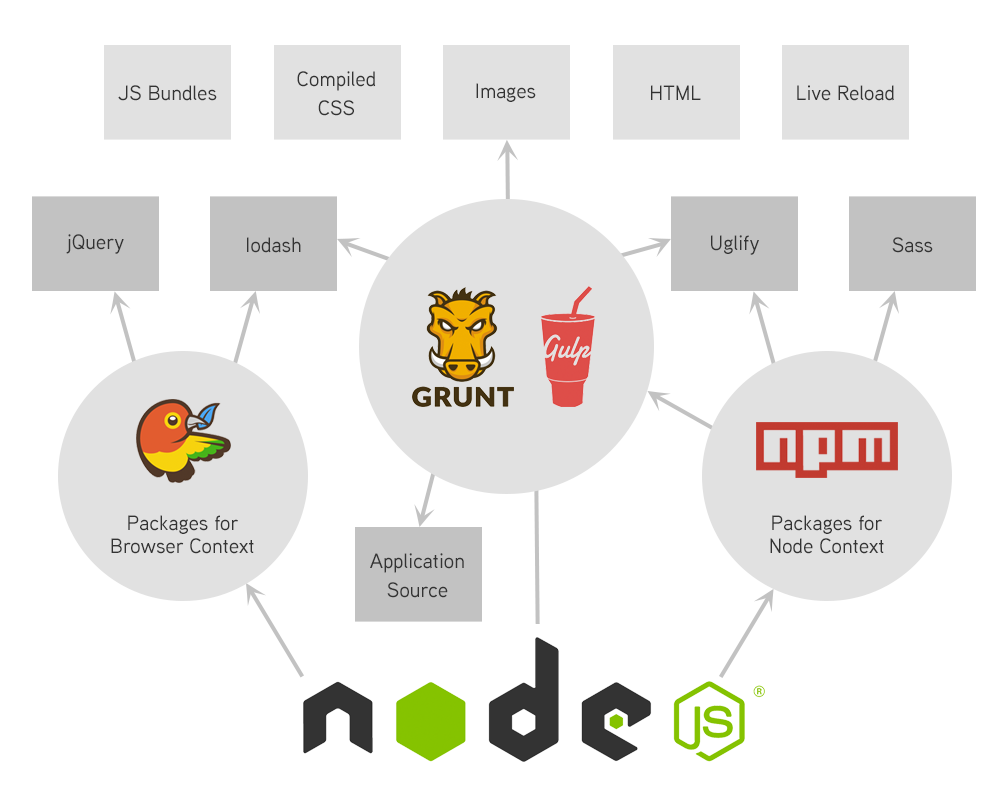 JS Bundles
Compiled
CSS
Images
HTML
Live Reload
jQuery
lodash
Uglify
Sass
GRUNT
Gulp
npm
Packages for
Browser Context
Application
Source
Packages for
Node Context
node
JS
®